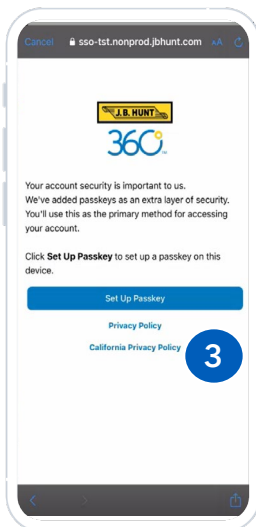 Cancel sso-tst.nonprod.jbhunt.com AA
J.B. HUNT
360
Your account security is important to us.
We've added passkeys as an extra layer of security.
You'll use this as the primary method for accessing
your account.
Click Set Up Passkey to set up a passkey on this
device.
Set Up Passkey
Privacy Policy
California Privacy Policy
3